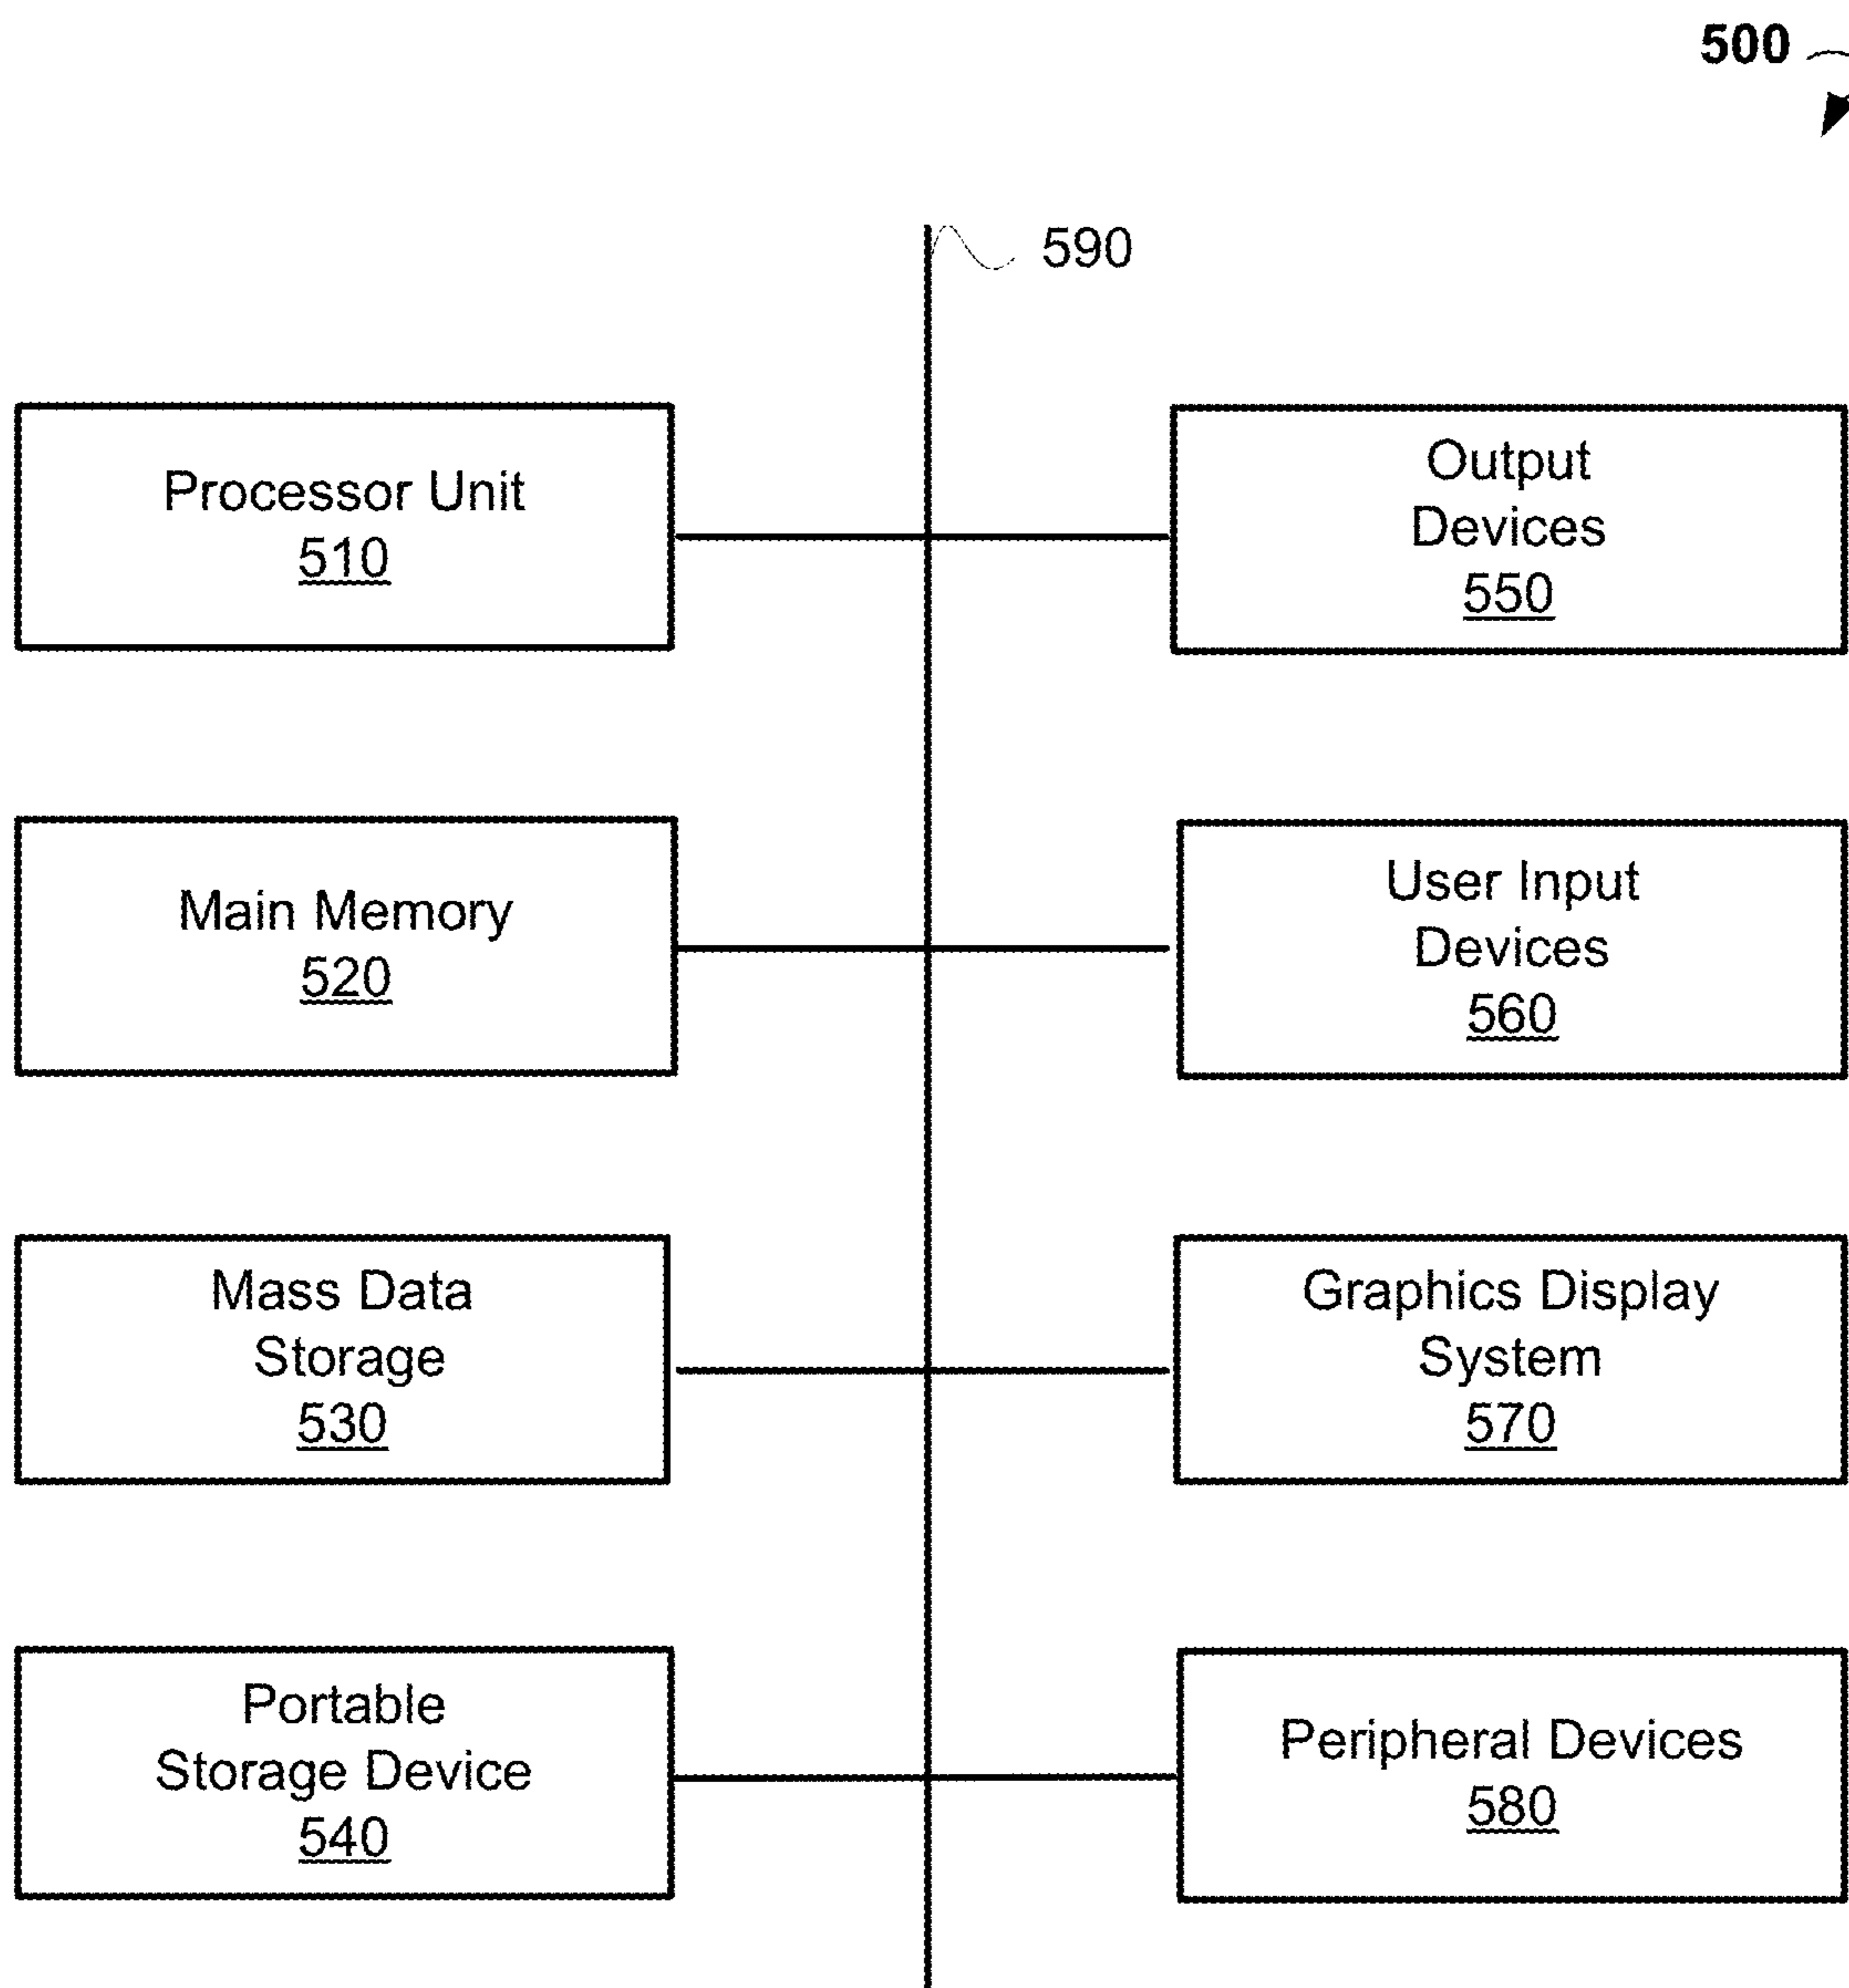 500
590
Processor Unit
510
Output
Devices
550
Main Memory
520
User Input
Devices
560
Mass Data
Storage
530
Graphics Display
System
570
Portable
Storage Device
540
Peripheral Devices
580